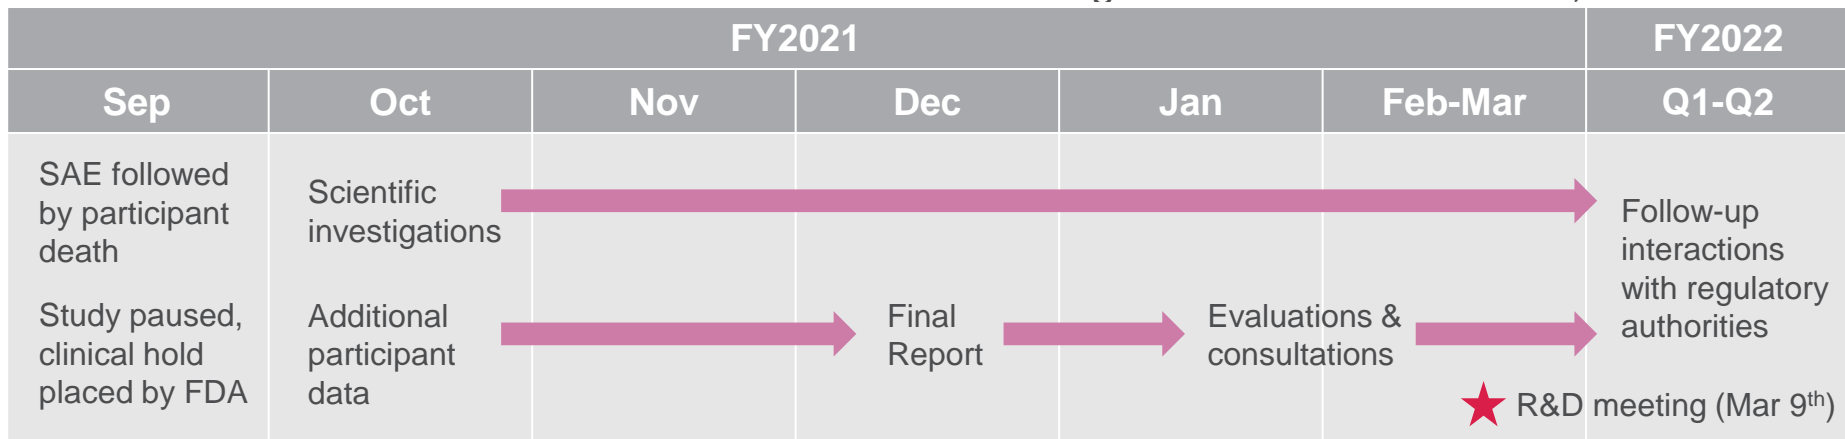 FY2021 FY2022
Sep Oct Nov Dec Jan Feb-Mar Q1-Q2
SAE followed
by participant
death
Study paused,
clinical hold
placed by FDA
Scientific
investigations
Additional
participant
data
Final
Report
Evaluations &
consultations
Follow-up
interactions
with regulatory
authorities
R&D meeting (Mar 9th)